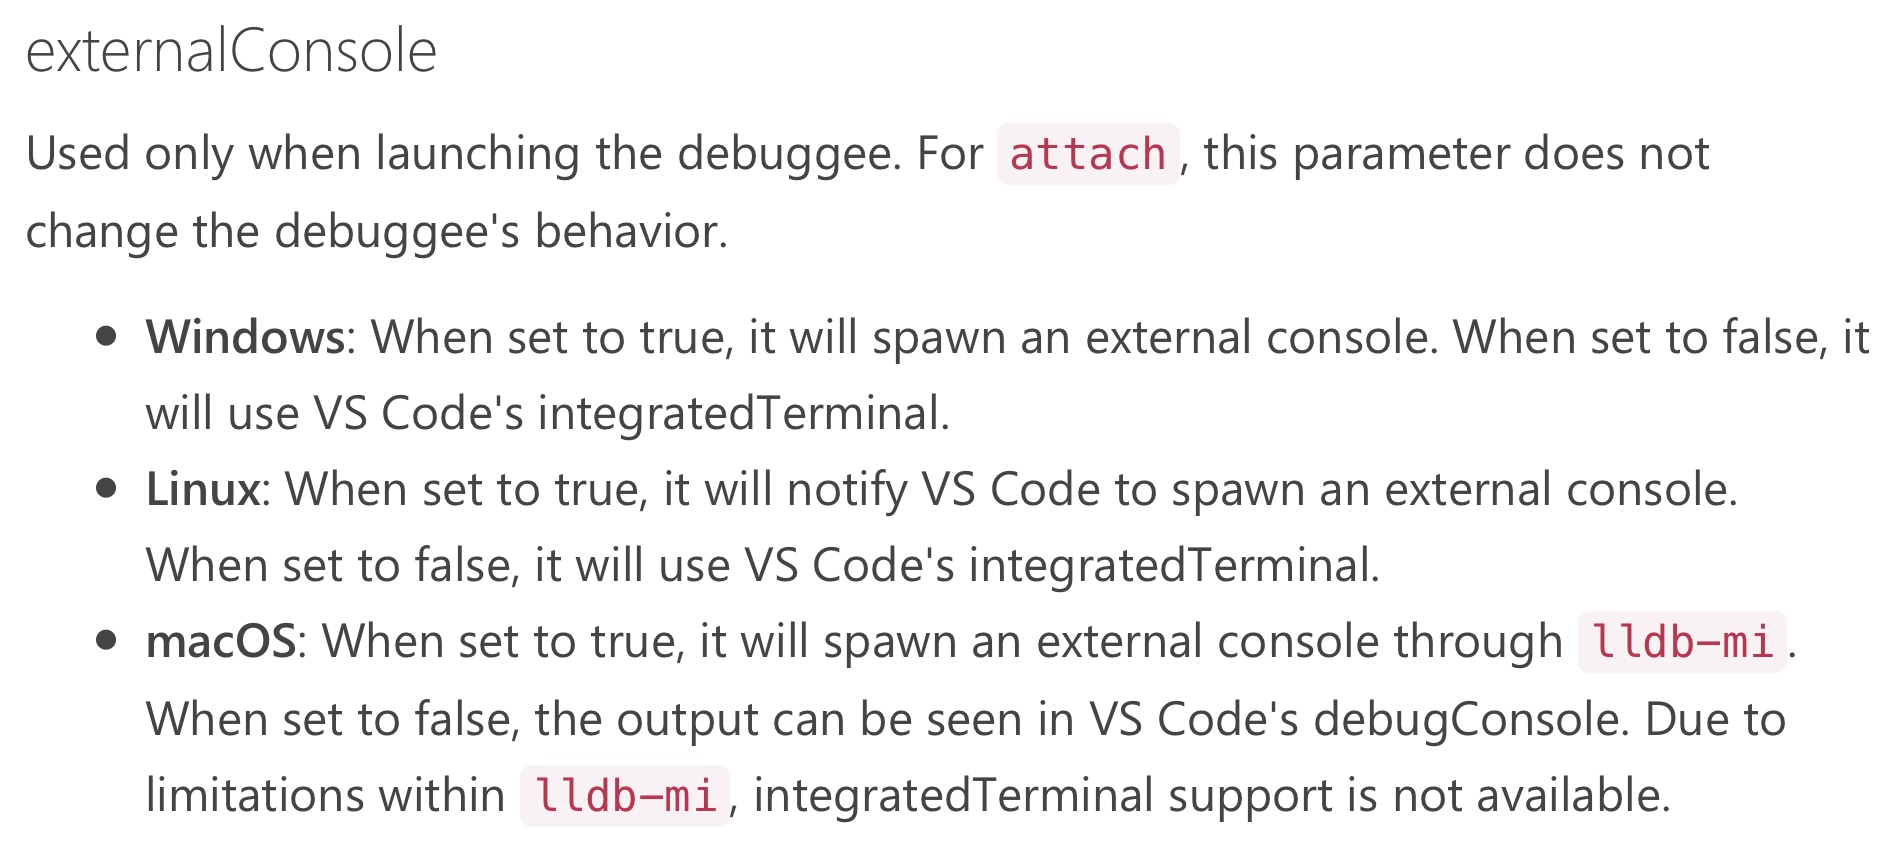 externalConsole
Used only when launching the debuggee. For attach, this parameter does not
change the debuggee's behavior.
• Windows: When set to true, it will spawn an external console. When set to false, it
will use VS Code's integratedTerminal.
• Linux: When set to true, it will notify VS Code to spawn an external console.
When set to false, it will use VS Code's integratedTerminal.
• macOS: When set to true, it will spawn an external console through lldb-mi.
When set to false, the output can be seen in VS Code's debugConsole. Due to
limitations within lldb-mi, integratedTerminal support is not available.